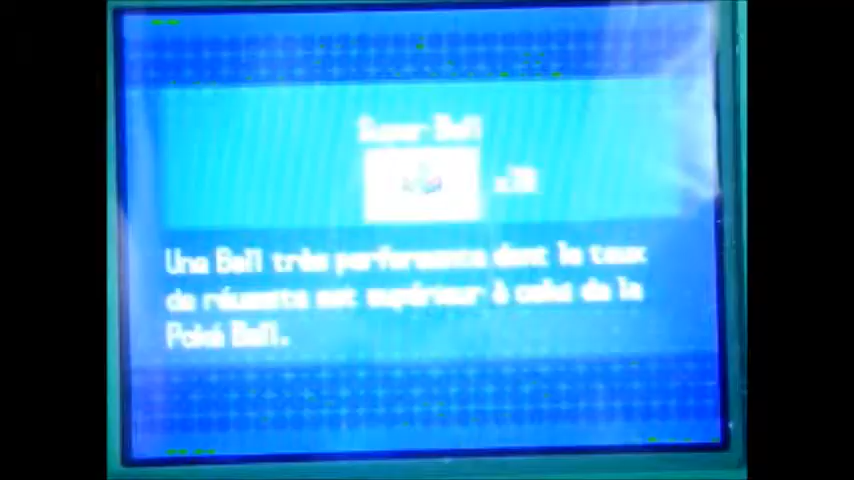 Super Ball
Une Ball très performante dont le taux
de réussite est supérieur à celui de la
Poké Ball.